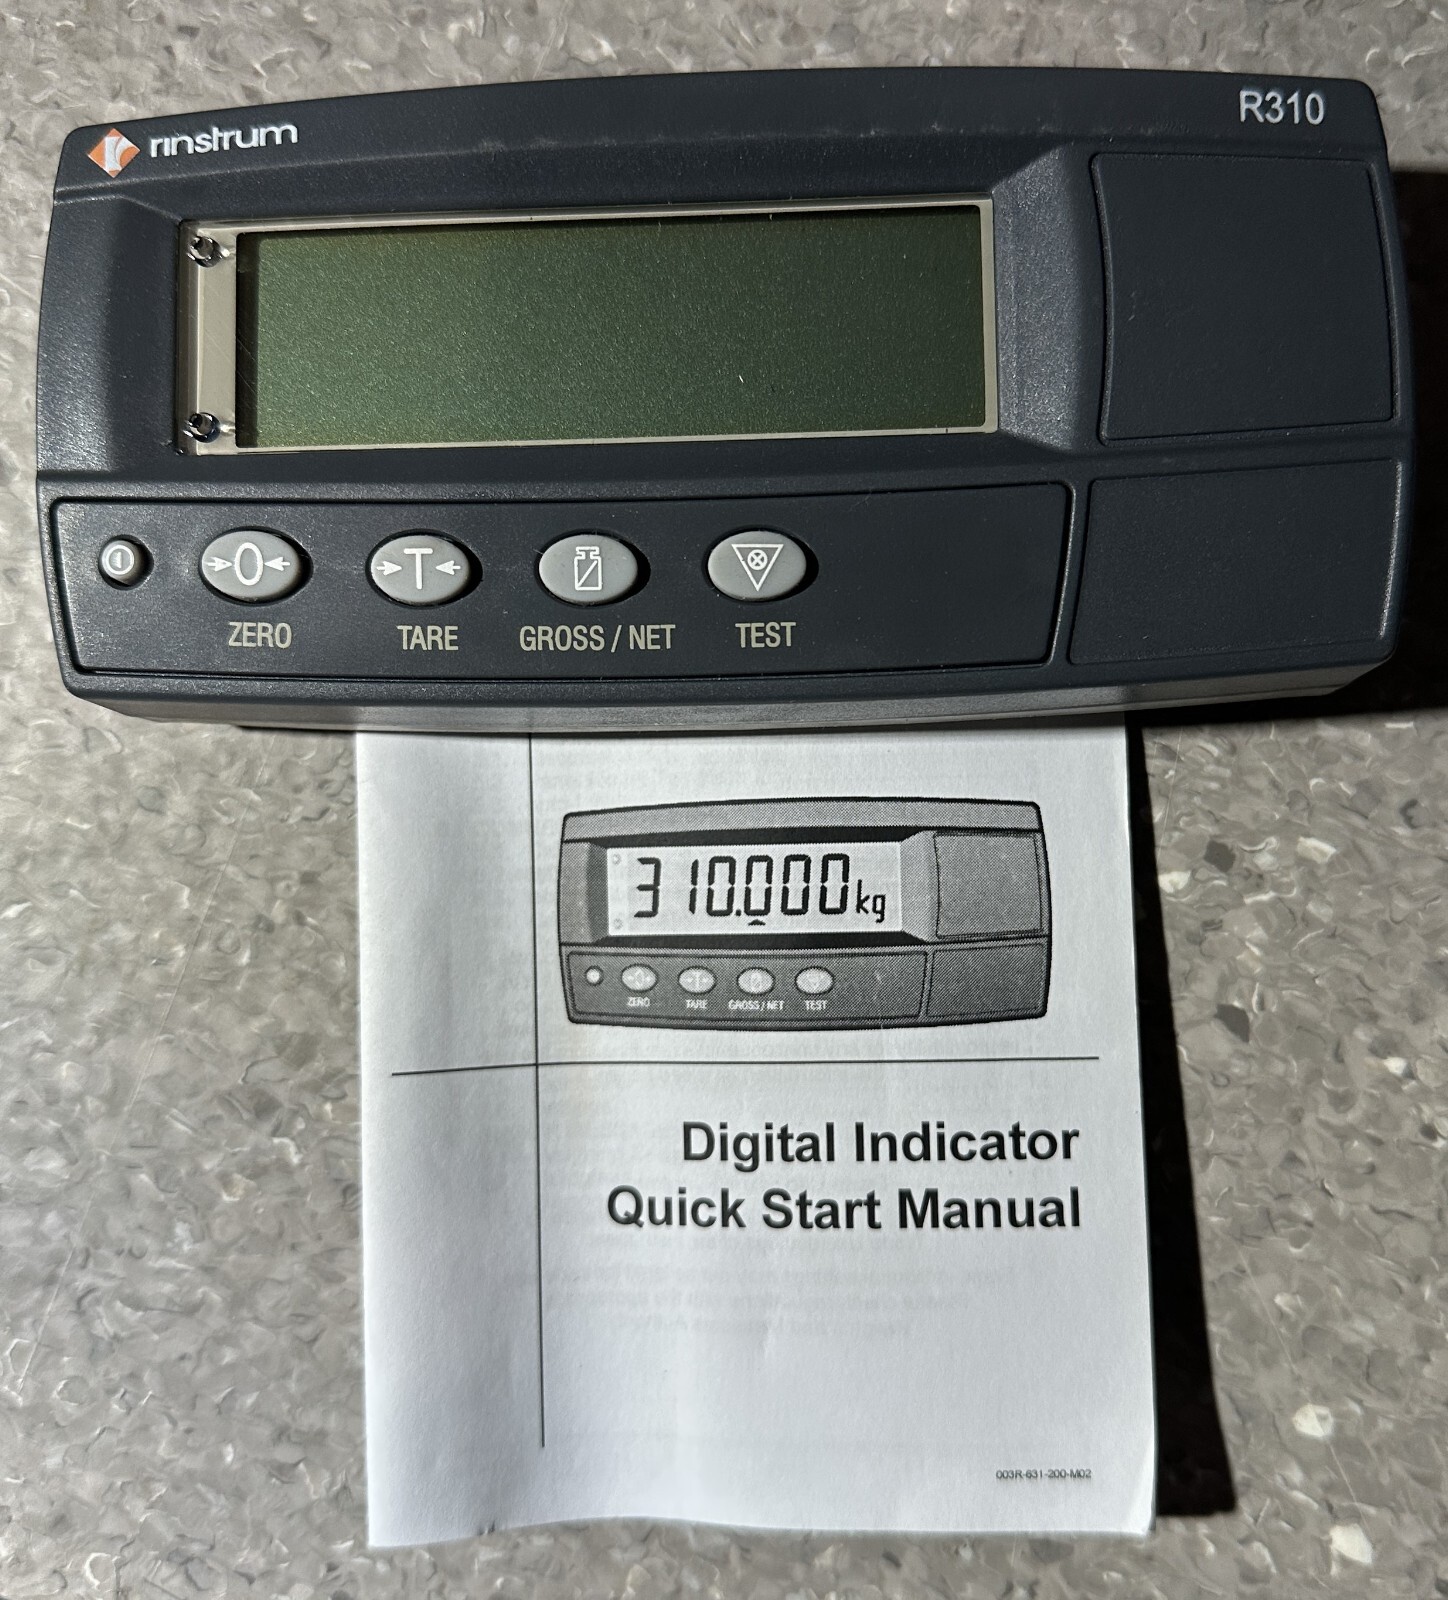 rinstrum
R310
→0←
→T←
ZERO
TARE
GROSS / NET
TEST
310.000kg
ZERO
TARE
GROSS / NET
TEST
Digital Indicator
Quick Start Manual
003R-631-200-M02